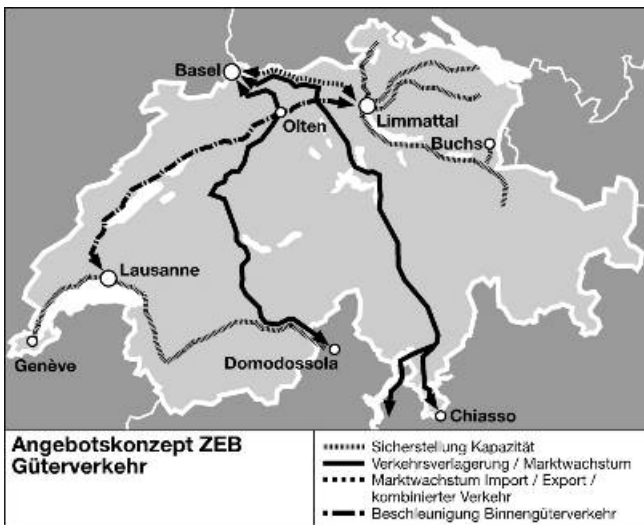 Basel
Olten
Limmattal
Buchs
Lausanne
Genève
Domodossola
Chiasso
Angebotskonzept ZEB
Güterverkehr
Sicherstellung Kapazität
Verkehrsverlagerung / Marktwachstum
Marktwachstum Import / Export /
kombinierter Verkehr
Beschleunigung Binnengüterverkehr